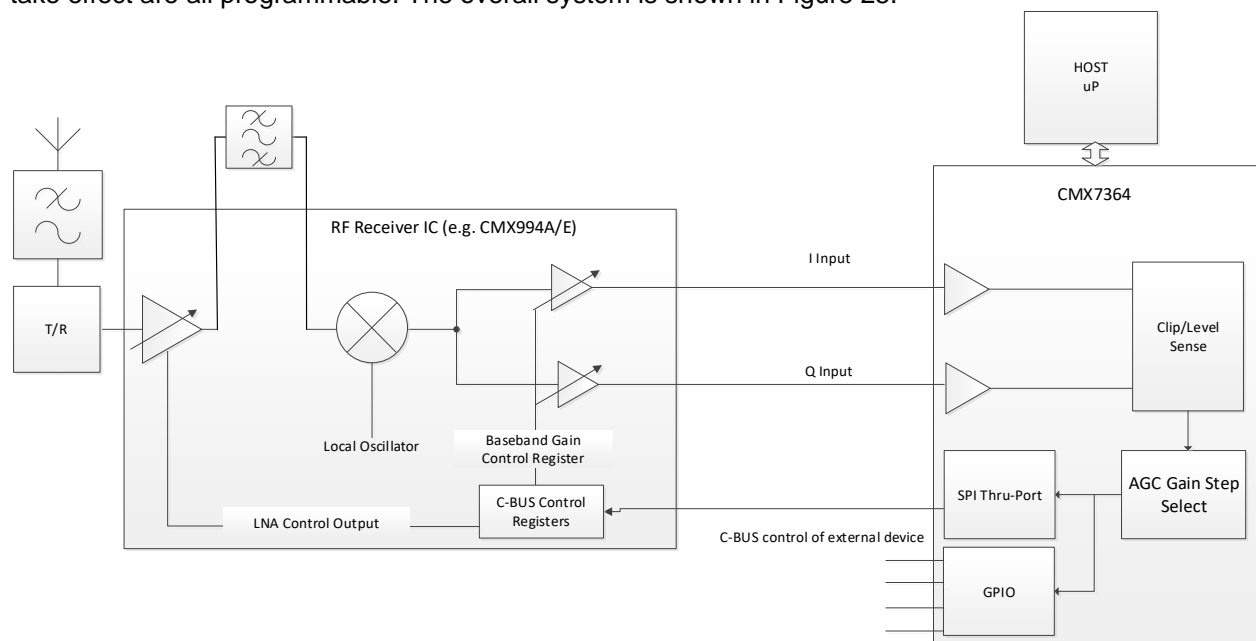 take effect are all programmable. The overall system is shown in Figure 28.
HOST
uP
CMX7364
RF Receiver IC (e.g. CMX994A/E)
I Input
T/R
Clip/Level
Sense
Q Input
Local Oscillator
Baseband Gain
Control Register
SPI Thru-Port
AGC Gain Step
Select
C-BUS Control
Registers
LNA Control Output
C-BUS control of external device
GPIO